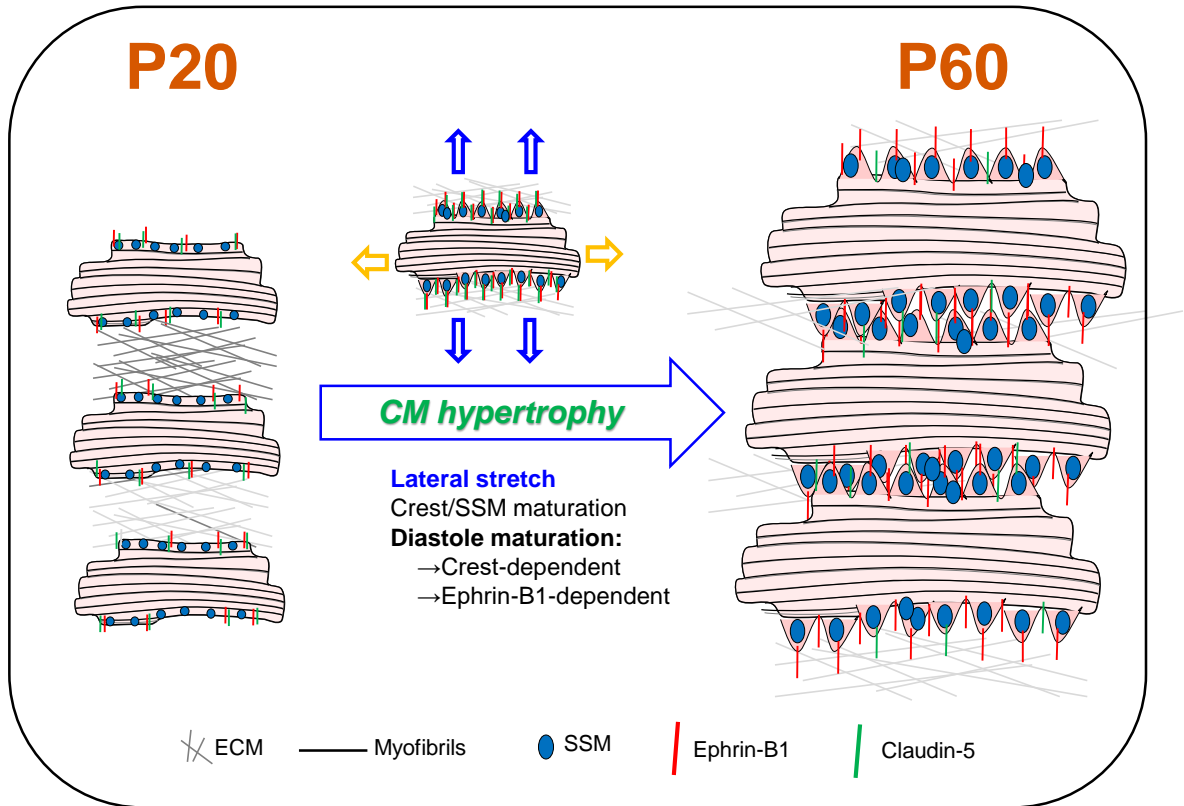 P20
P60
CM hypertrophy
Lateral stretch
Crest/SSM maturation
Diastole maturation:
→Crest-dependent
→Ephrin-B1-dependent
ECM
Myofibrils
SSM
Ephrin-B1
Claudin-5